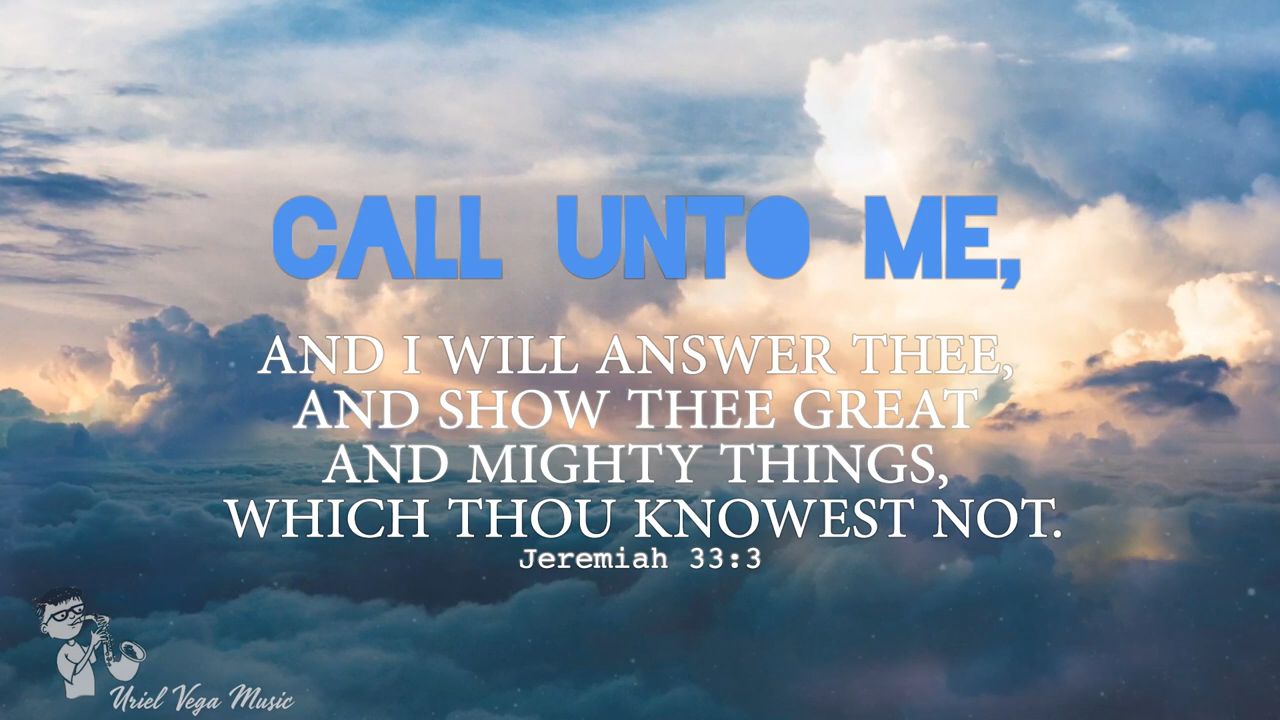 CALL UNTO ME,
AND I WILL ANSWER THEE,
AND SHOW THEE GREAT
AND MIGHTY THINGS,
WHICH THOU KNOWEST NOT.
Jeremiah 33:3
Uriel Vega Music